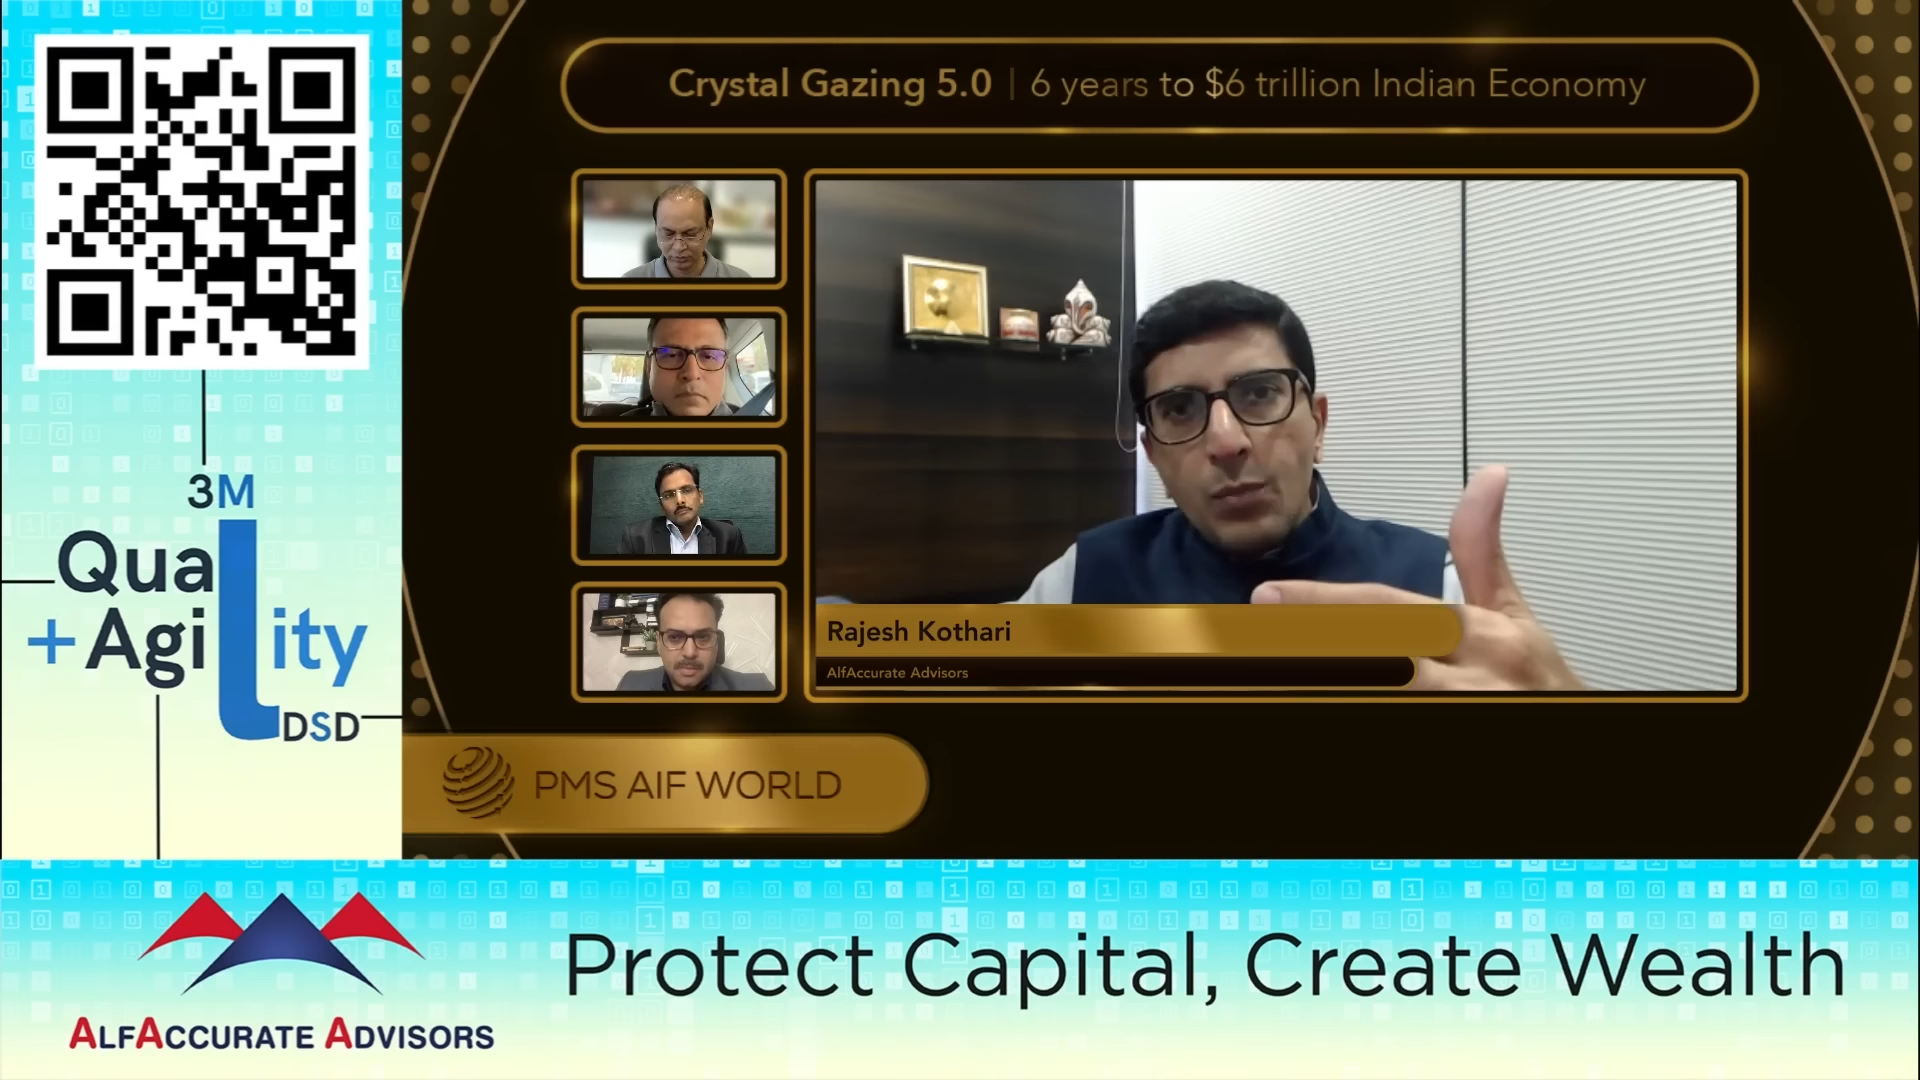 Crystal Gazing 5.0 | 6 years to $6 trillion Indian Economy
3M
Quality
+Agility
DSD
Rajesh Kothari
AlfAccurate Advisors
PMS AIF WORLD
Protect Capital, Create Wealth
ALFACCURATE ADVISORS